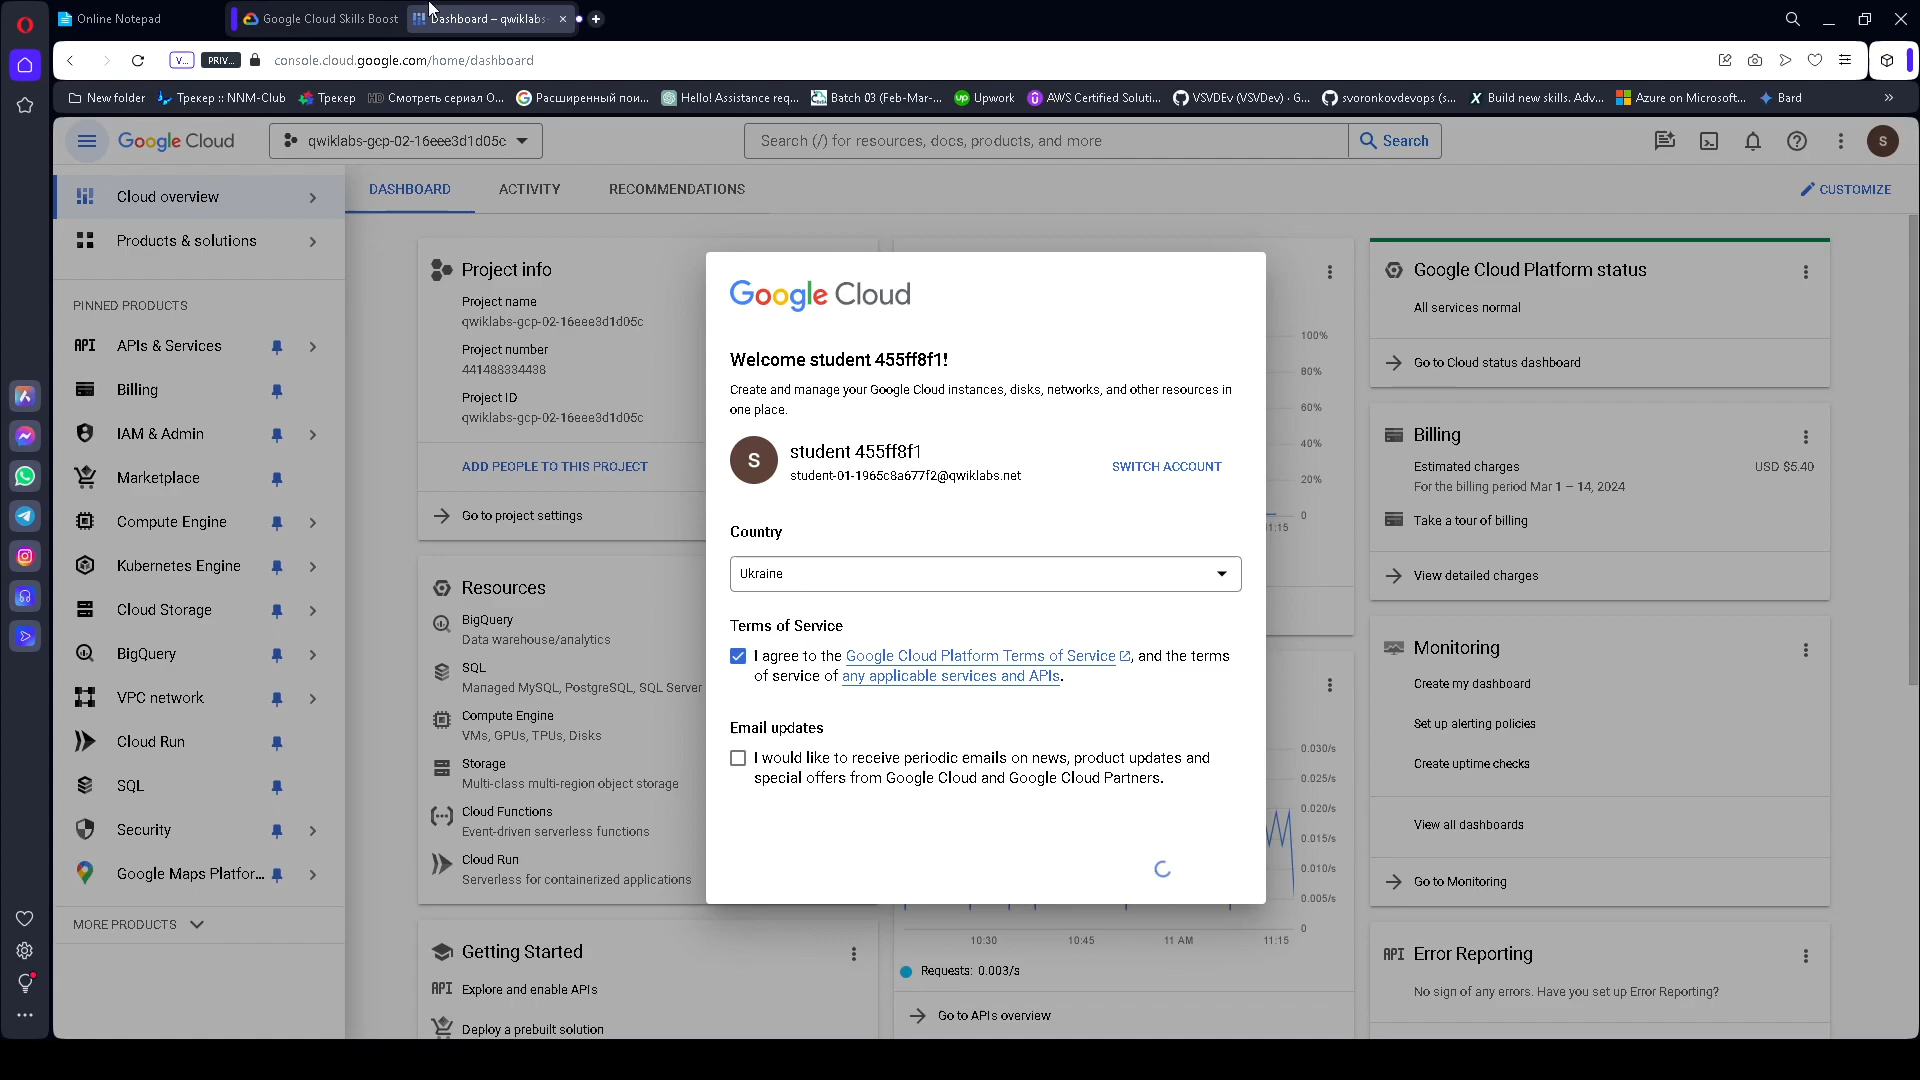 Online Notepad
Google Cloud Skills Boost
Dashboard – qwiklabs-
V...
PRIV...
console.cloud.google.com/home/dashboard
New folder
Трекер :: NNM-Club
Трекер
HD Смотреть сериал О...
Расширенный пои...
Hello! Assistance req...
Batch 03 (Feb-Mar-...
Upwork
AWS Certified Soluti...
VSVDev (VSVDev) · G...
svoronkovdevops (s...
Build new skills. Adv...
Azure on Microsoft...
Bard
Google Cloud
qwiklabs-gcp-02-16eee3d1d05c
Search (/) for resources, docs, products, and more
Search
S
Cloud overview
Products & solutions
PINNED PRODUCTS
API APIs & Services
Billing
IAM & Admin
Marketplace
Compute Engine
Kubernetes Engine
Cloud Storage
BigQuery
VPC network
Cloud Run
SQL
Security
Google Maps Platfor...
MORE PRODUCTS
DASHBOARD
ACTIVITY
RECOMMENDATIONS
CUSTOMIZE
Project info
Project name
qwiklabs-gcp-02-16eee3d1d05c
Project number
441488334438
Project ID
qwiklabs-gcp-02-16eee3d1d05c
ADD PEOPLE TO THIS PROJECT
Go to project settings
Resources
BigQuery
Data warehouse/analytics
SQL
Managed MySQL, PostgreSQL, SQL Server
Compute Engine
VMs, GPUs, TPUs, Disks
Storage
Multi-class multi-region object storage
Cloud Functions
Event-driven serverless functions
Cloud Run
Serverless for containerized applications
Getting Started
API Explore and enable APIs
Deploy a prebuilt solution
Google Cloud
Welcome student 455ff8f1!
Create and manage your Google Cloud instances, disks, networks, and other resources in
one place.
S
student 455ff8f1
student-01-1965c8a677f2@qwiklabs.net
SWITCH ACCOUNT
Country
Ukraine
Terms of Service
I agree to the Google Cloud Platform Terms of Service, and the terms
of service of any applicable services and APIs.
Email updates
I would like to receive periodic emails on news, product updates and
special offers from Google Cloud and Google Cloud Partners.
100%
80%
60%
40%
20%
0
1:15
0.030/s
0.025/s
0.020/s
0.015/s
0.010/s
0.005/s
0
10:30
10:45
11 AM
11:15
Requests: 0.003/s
Go to APIs overview
Google Cloud Platform status
All services normal
Go to Cloud status dashboard
Billing
Estimated charges
USD $5.40
For the billing period Mar 1 – 14, 2024
Take a tour of billing
View detailed charges
Monitoring
Create my dashboard
Set up alerting policies
Create uptime checks
View all dashboards
Go to Monitoring
API Error Reporting
No sign of any errors. Have you set up Error Reporting?